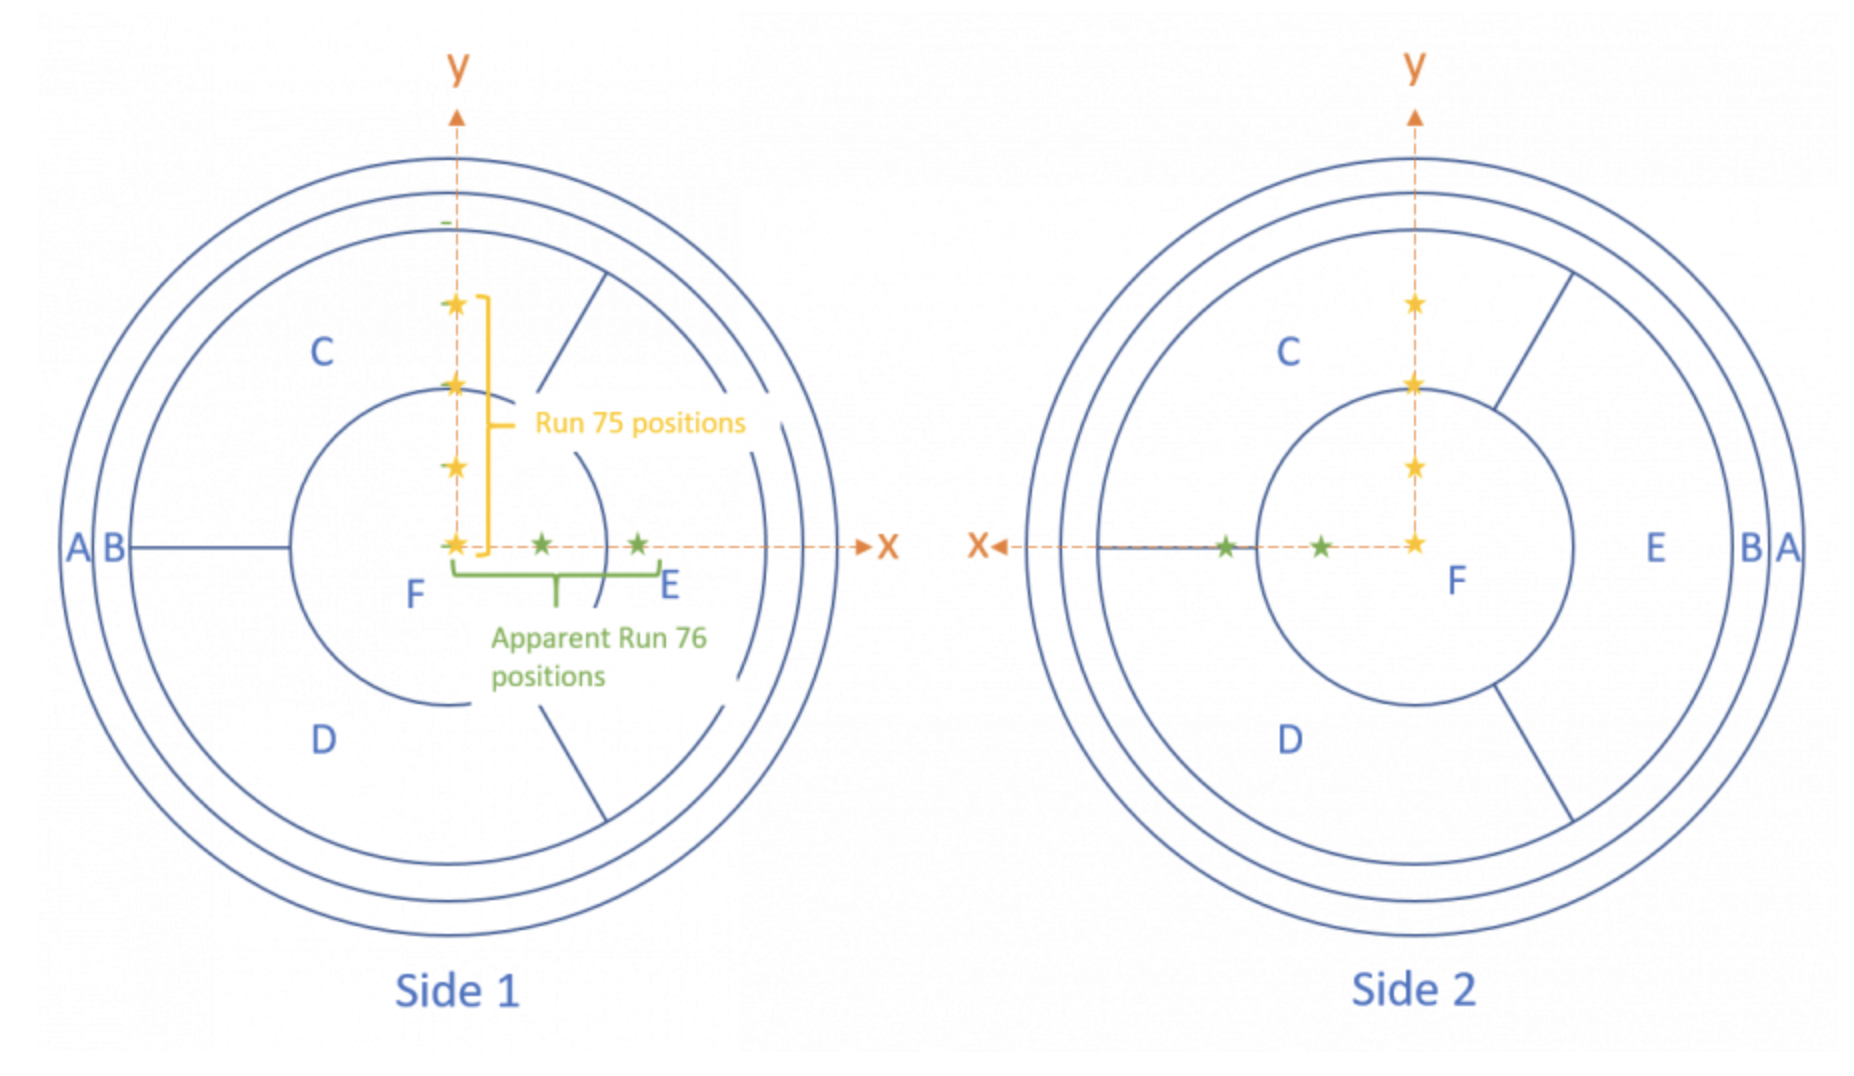 y
y
C
C
Run 75 positions
A B
x
x
E
B A
F
E
F
Apparent Run 76
positions
D
D
Side 1
Side 2